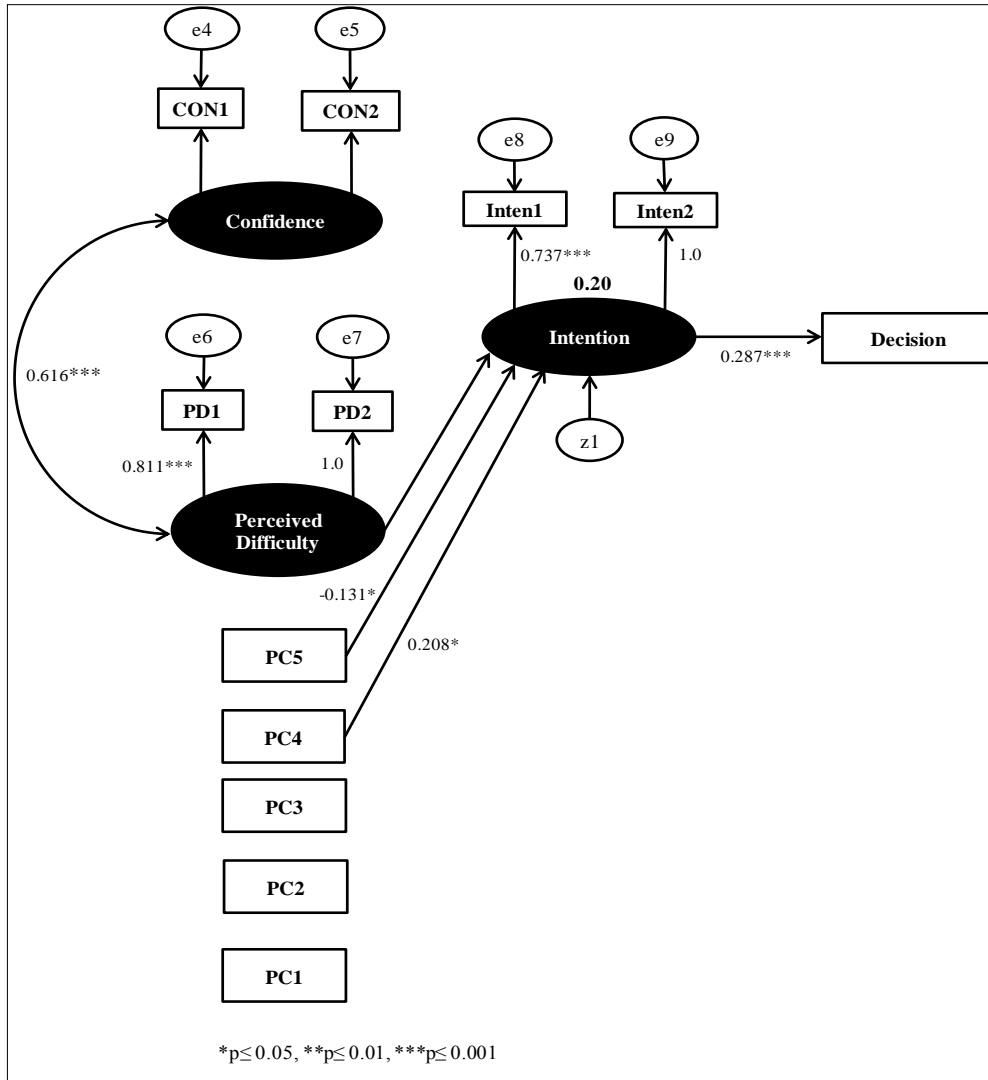 e4
e5
CON1
CON2
e8
e9
Inten1
Inten2
Confidence
0.737***
1.0
0.20
e6
e7
Intention
Decision
0.287***
0.616***
PD1
PD2
z1
0.811***
1.0
Perceived
Difficulty
-0.131*
0.208*
PC5
PC4
PC3
PC2
PC1
*p≤0.05, **p≤0.01, ***p≤0.001